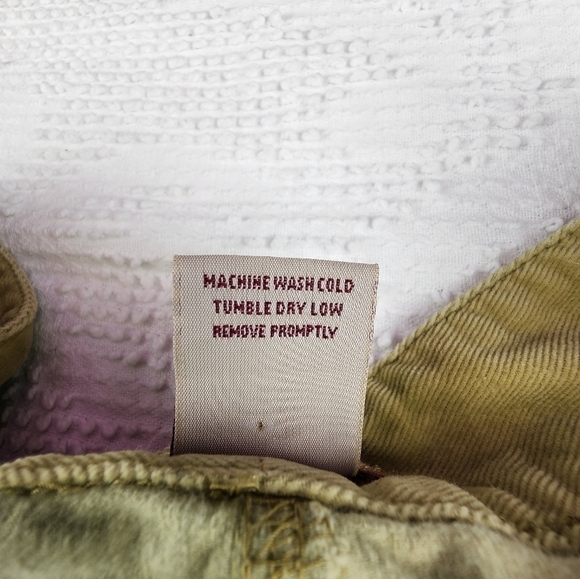 MACHINE WASH COLD
TUMBLE DRY LOW
REMOVE PROMPTLY